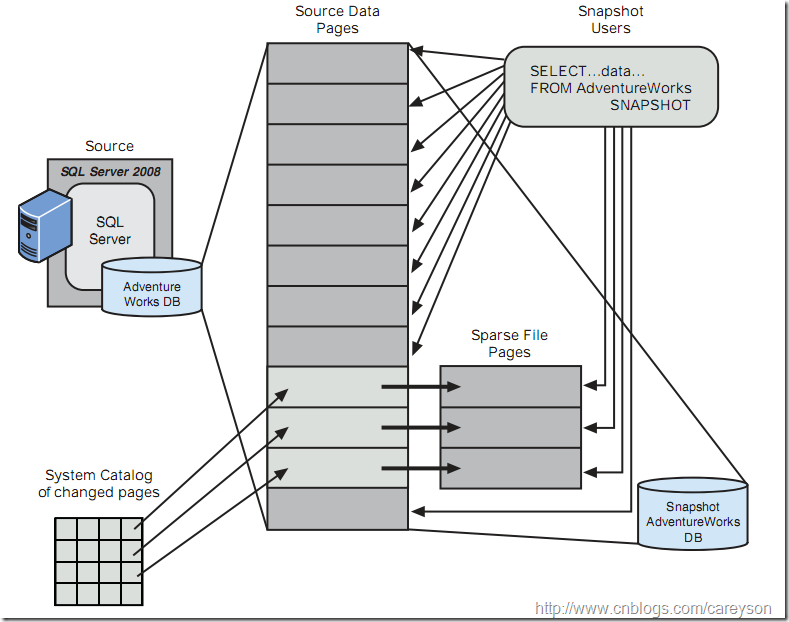 Source Data
Pages
Snapshot
Users
SELECT...data...
FROM AdventureWorks
SNAPSHOT
Source
SQL Server 2008
SQL
Server
Adventure
Works DB
Sparse File
Pages
System Catalog
of changed pages
Snapshot
AdventureWorks
DB
http://www.cnblogs.com/careyson